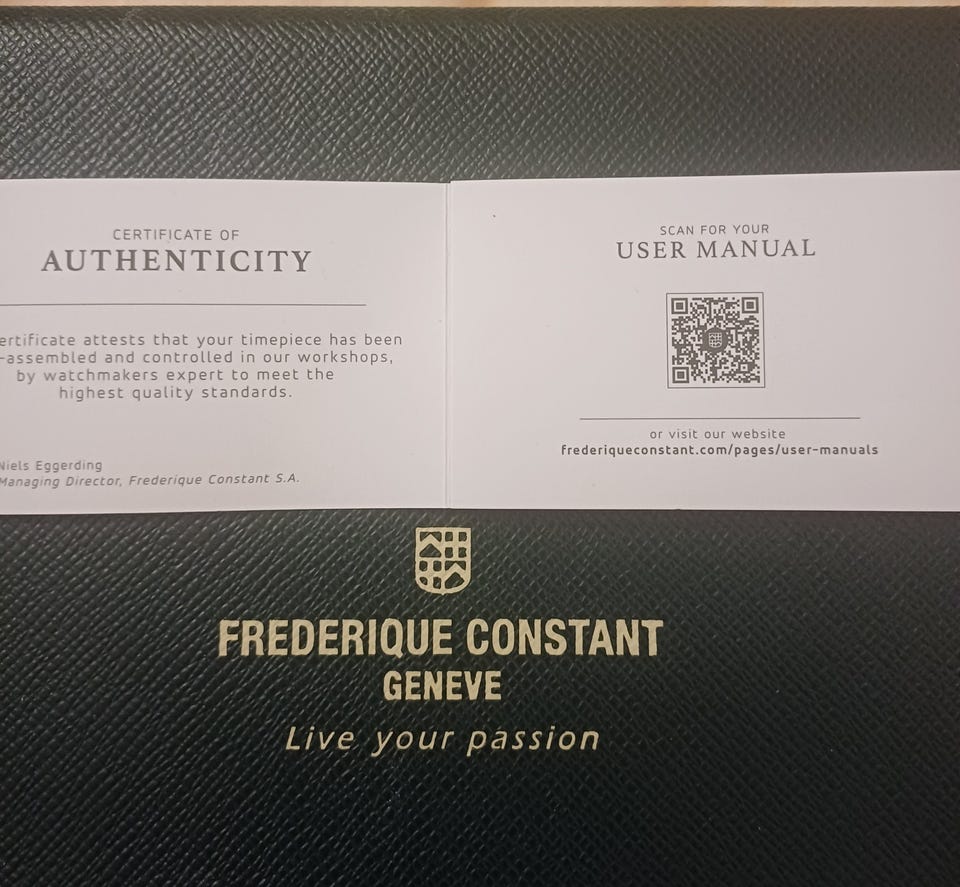 CERTIFICATE OF
AUTHENTICITY
attests that your timepiece has been
and controlled in our workshops,
by watchmakers expert to meet the
highest quality standards.
Niels Eggerding
Managing Director, Frederique Constant S.A.
SCAN FOR YOUR
USER MANUAL
or visit our website
frederiqueconstant.com/pages/user-manuals
FREDERIQUE CONSTANT
GENEVE
Live your passion